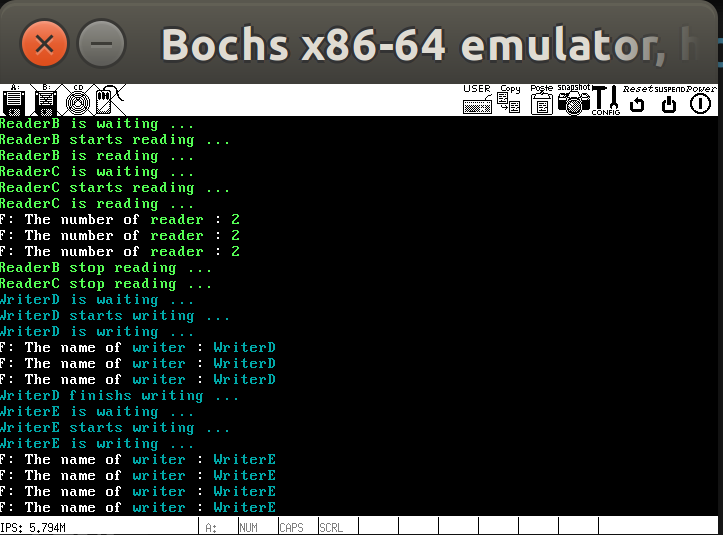 Bochs x86-64 emulator, h
A: B: CD USER Copy Paste snapshot CONFIG Reset SUSPEND Power
ReaderB is waiting ...
ReaderB starts reading ...
ReaderB is reading ...
ReaderC is waiting ...
ReaderC starts reading ...
ReaderC is reading ...
F: The number of reader : 2
F: The number of reader : 2
F: The number of reader : 2
ReaderB stop reading ...
ReaderC stop reading ...
WriterD is waiting ...
WriterD starts writing ...
WriterD is writing ...
F: The name of writer : WriterD
F: The name of writer : WriterD
F: The name of writer : WriterD
WriterD finishs writing ...
WriterE is waiting ...
WriterE starts writing ...
WriterE is writing ...
F: The name of writer : WriterE
F: The name of writer : WriterE
F: The name of writer : WriterE
F: The name of writer : WriterE
IPS: 5.794M A: NUM CAPS SCRL